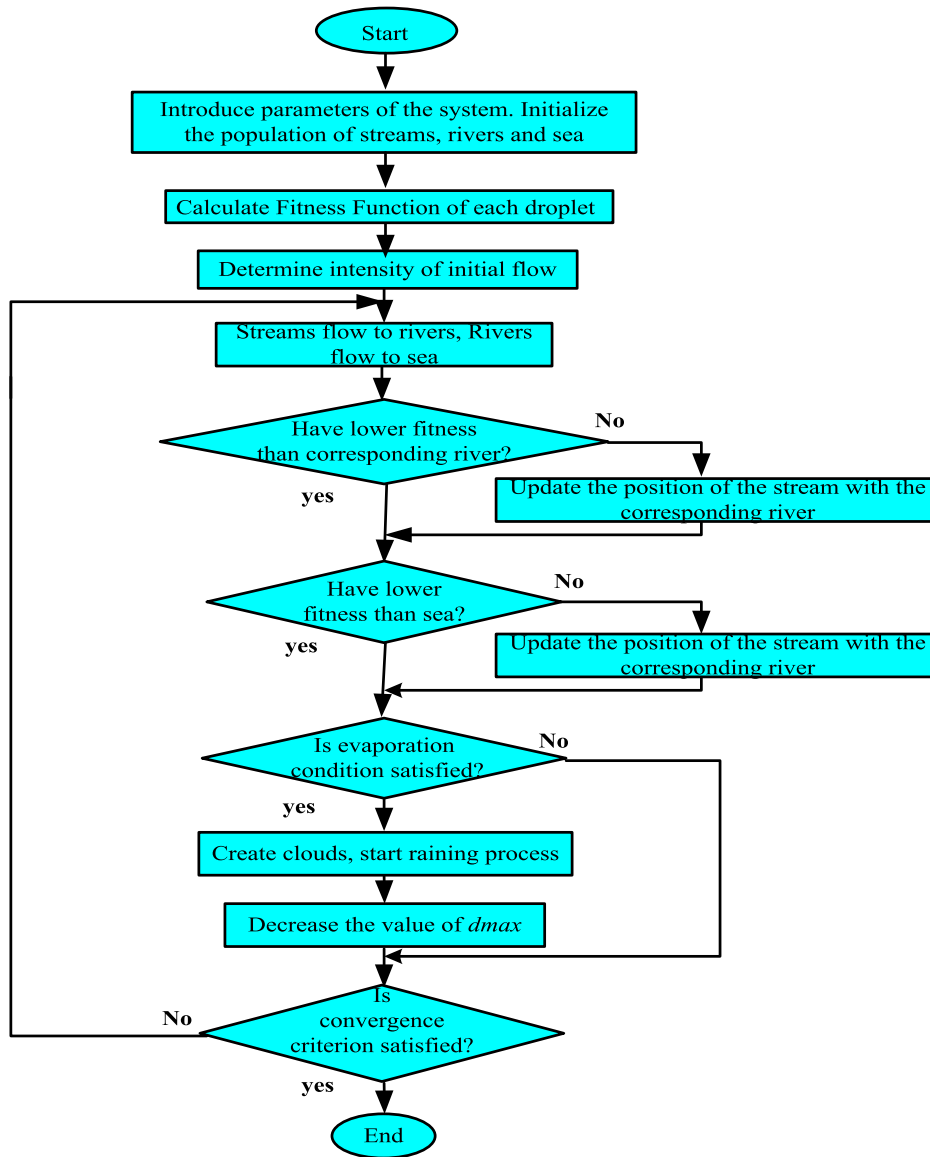 Start
Introduce parameters of the system. Initialize
the population of streams, rivers and sea
Calculate Fitness Function of each droplet
Determine intensity of initial flow
Streams flow to rivers, Rivers
flow to sea
Have lower fitness
than corresponding river?
No
yes
Update the position of the stream with the
corresponding river
Have lower
fitness than sea?
No
yes
Update the position of the stream with the
corresponding river
Is evaporation
condition satisfied?
No
yes
Create clouds, start raining process
Decrease the value of dmax
Is
convergence
criterion satisfied?
No
yes
End